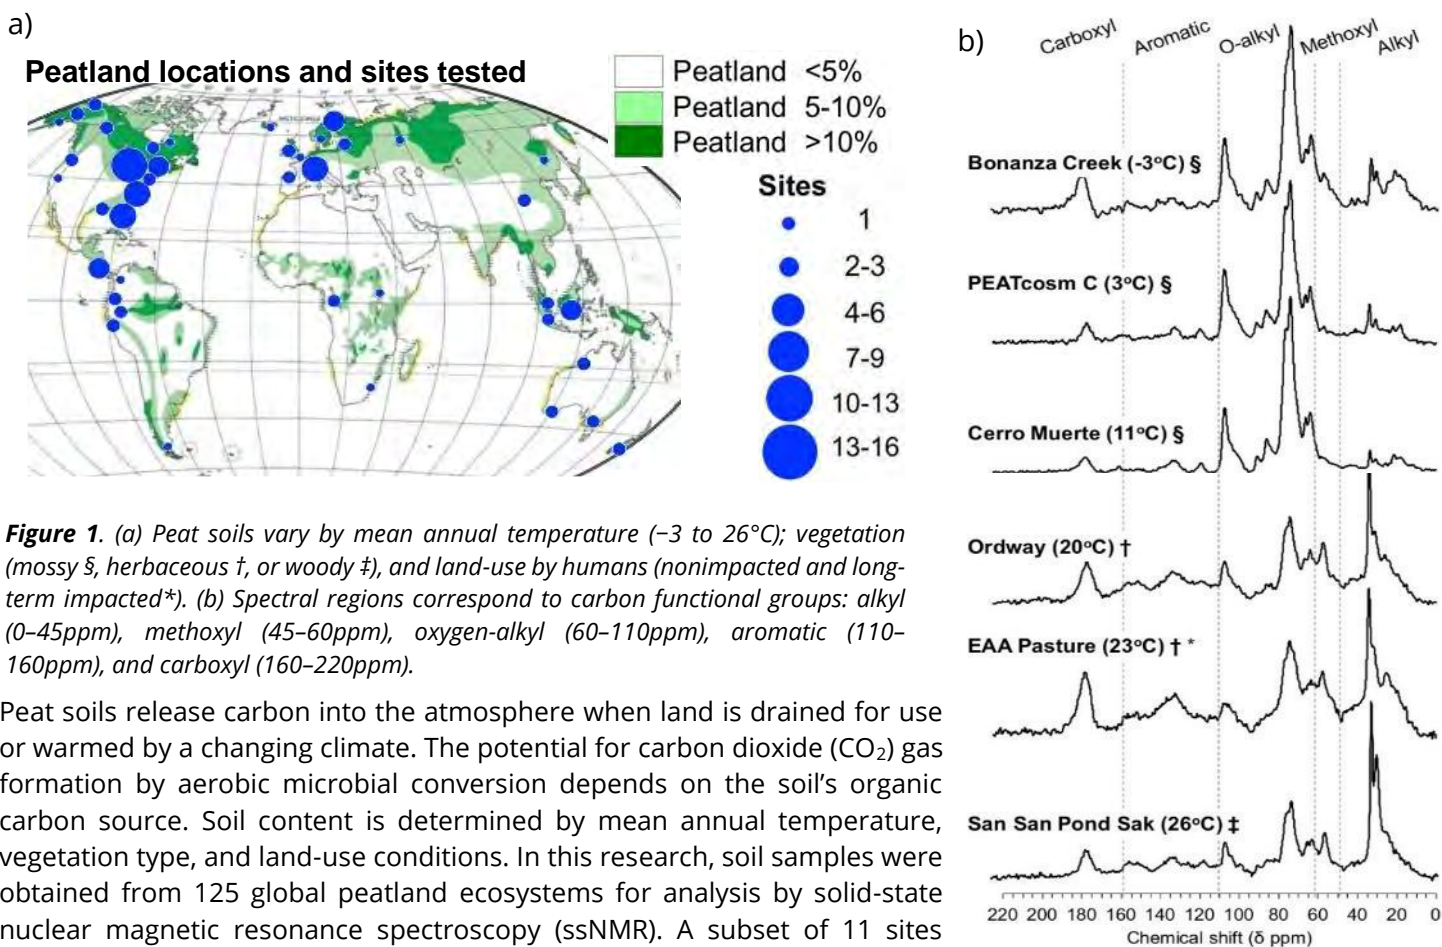 a)
Peatland locations and sites tested
Peatland <5%
Peatland 5-10%
Peatland >10%
Sites
1
2-3
4-6
7-9
10-13
13-16
Figure 1. (a) Peat soils vary by mean annual temperature (−3 to 26°C); vegetation
(mossy §, herbaceous †, or woody ‡), and land-use by humans (nonimpacted and long-
term impacted*). (b) Spectral regions correspond to carbon functional groups: alkyl
(0–45ppm), methoxyl (45–60ppm), oxygen-alkyl (60–110ppm), aromatic (110–
160ppm), and carboxyl (160–220ppm).
Peat soils release carbon into the atmosphere when land is drained for use
or warmed by a changing climate. The potential for carbon dioxide (CO₂) gas
formation by aerobic microbial conversion depends on the soil’s organic
carbon source. Soil content is determined by mean annual temperature,
vegetation type, and land-use conditions. In this research, soil samples were
obtained from 125 global peatland ecosystems for analysis by solid-state
nuclear magnetic resonance spectroscopy (ssNMR). A subset of 11 sites
b)
Carboxyl Aromatic O-alkyl Methoxyl Alkyl
Bonanza Creek (-3°C) §
PEATcosm C (3°C) §
Cerro Muerte (11°C) §
Ordway (20°C) †
EAA Pasture (23°C) † *
San San Pond Sak (26°C) ‡
220 200 180 160 140 120 100 80 60 40 20 0
Chemical shift (δ ppm)